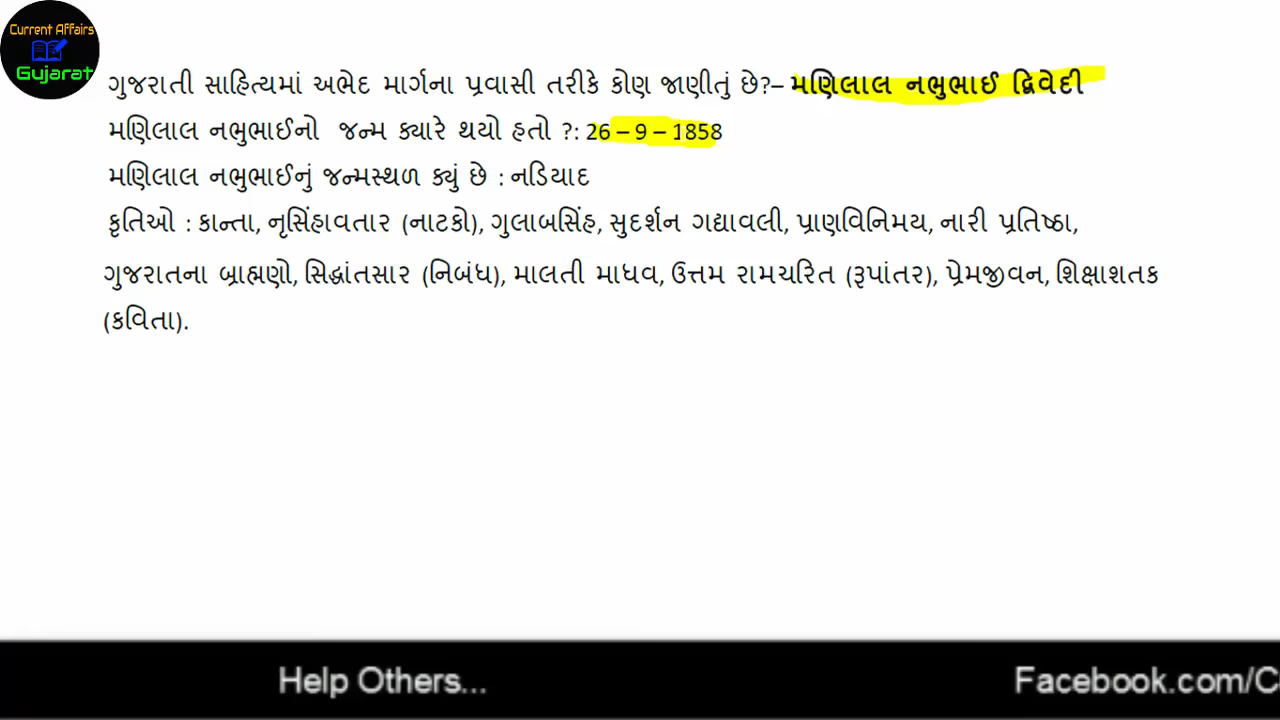 Current Affairs
Gujarat
ગુજરાતી સાહિત્યમાં અભેદ માર્ગના પ્રવાસી તરીકે કોણ જાણીતું છે?– મણિલાલ નભુભાઈ દ્વિવેદી
મણિલાલ નભુભાઈનો જન્મ ક્યારે થયો હતો ?: 26 – 9 – 1858
મણિલાલ નભુભાઈનું જન્મસ્થળ ક્યું છે : નડિયાદ
કૃતિઓ : કાન્તા, નૃસિંહાવતાર (નાટકો), ગુલાબસિંહ, સુદર્શન ગદ્યાવલી, પ્રાણવિનિમય, નારી પ્રતિષ્ઠા,
ગુજરાતના બ્રાહ્મણો, સિદ્ધાંતસાર (નિબંધ), માલતી માધવ, ઉત્તમ રામચરિત (રૂપાંતર), પ્રેમજીવન, શિક્ષાશતક
(કવિતા).
Help Others... Facebook.com/C